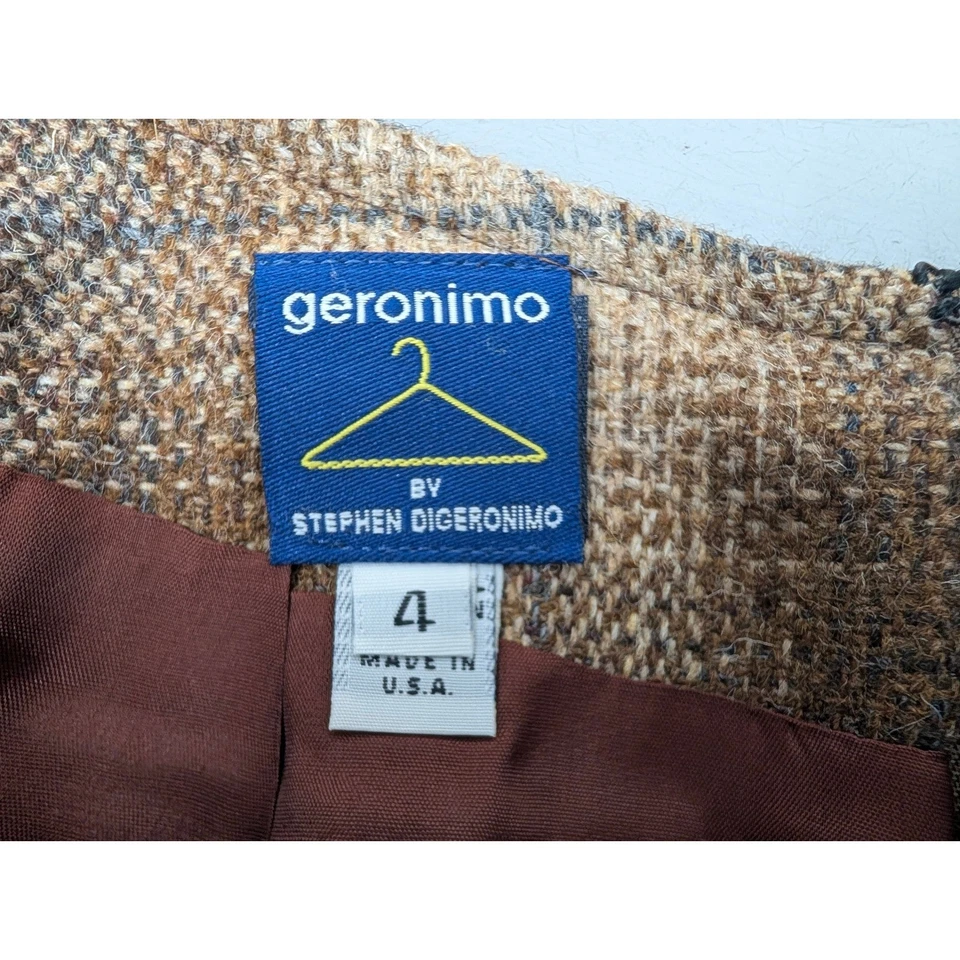 geronimo
BY
STEPHEN DIGERONIMO
4
MADE IN
U.S.A.